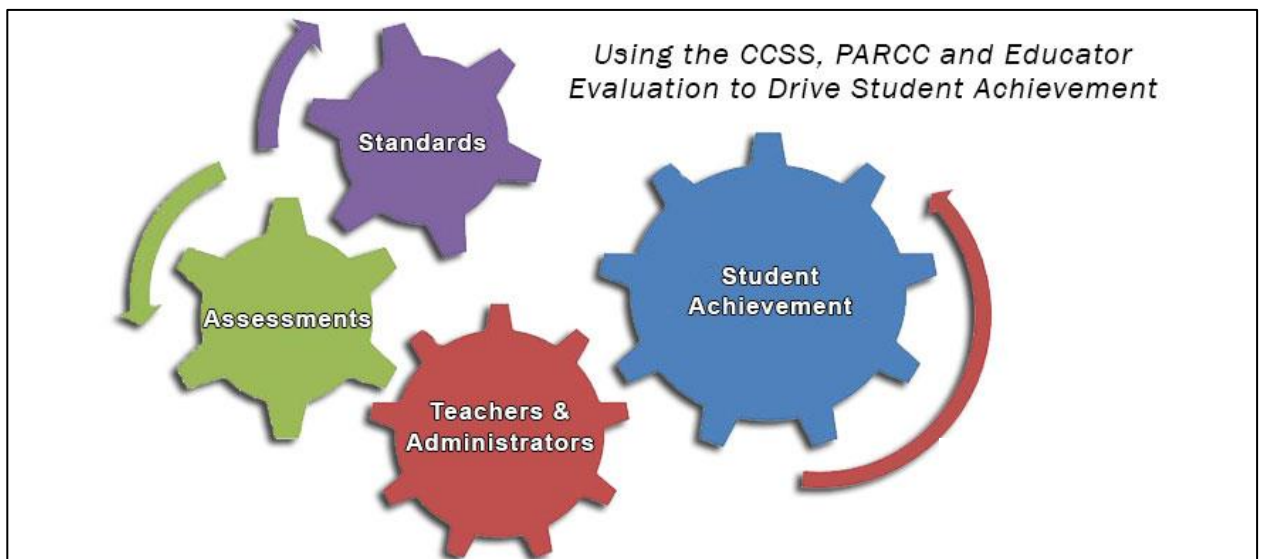 Using the CCSS, PARCC and Educator
Evaluation to Drive Student Achievement
Standards
Student
Achievement
Assessments
Teachers &
Administrators